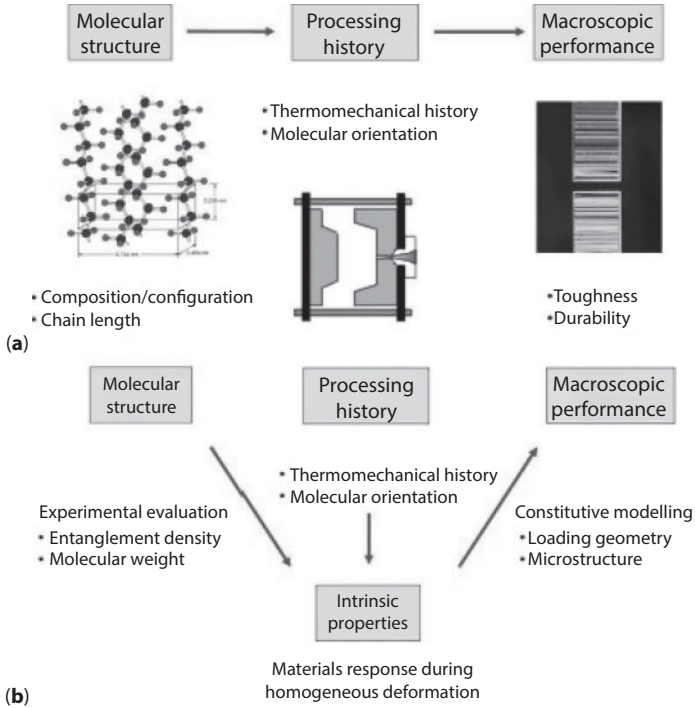 Molecular
structure
Processing
history
Macroscopic
performance
• Thermomechanical history
• Molecular orientation
• Composition/configuration
• Chain length
• Toughness
• Durability
(a)
Molecular
structure
Processing
history
Macroscopic
performance
• Thermomechanical history
• Molecular orientation
Experimental evaluation
• Entanglement density
• Molecular weight
Constitutive modelling
• Loading geometry
• Microstructure
Intrinsic
properties
Materials response during
homogeneous deformation
(b)